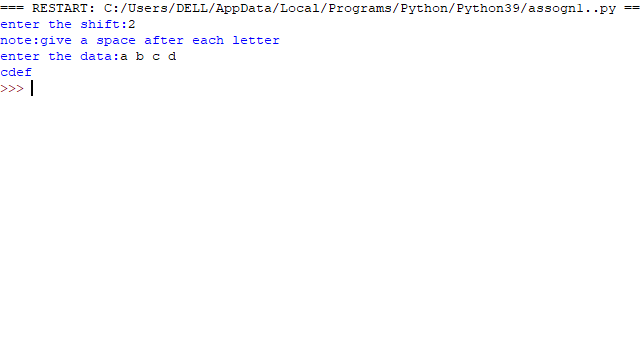 === RESTART: C:/Users/DELL/AppData/Local/Programs/Python/Python39/assogn1..py ==
enter the shift:2
note:give a space after each letter
enter the data:a b c d
cdef
>>>